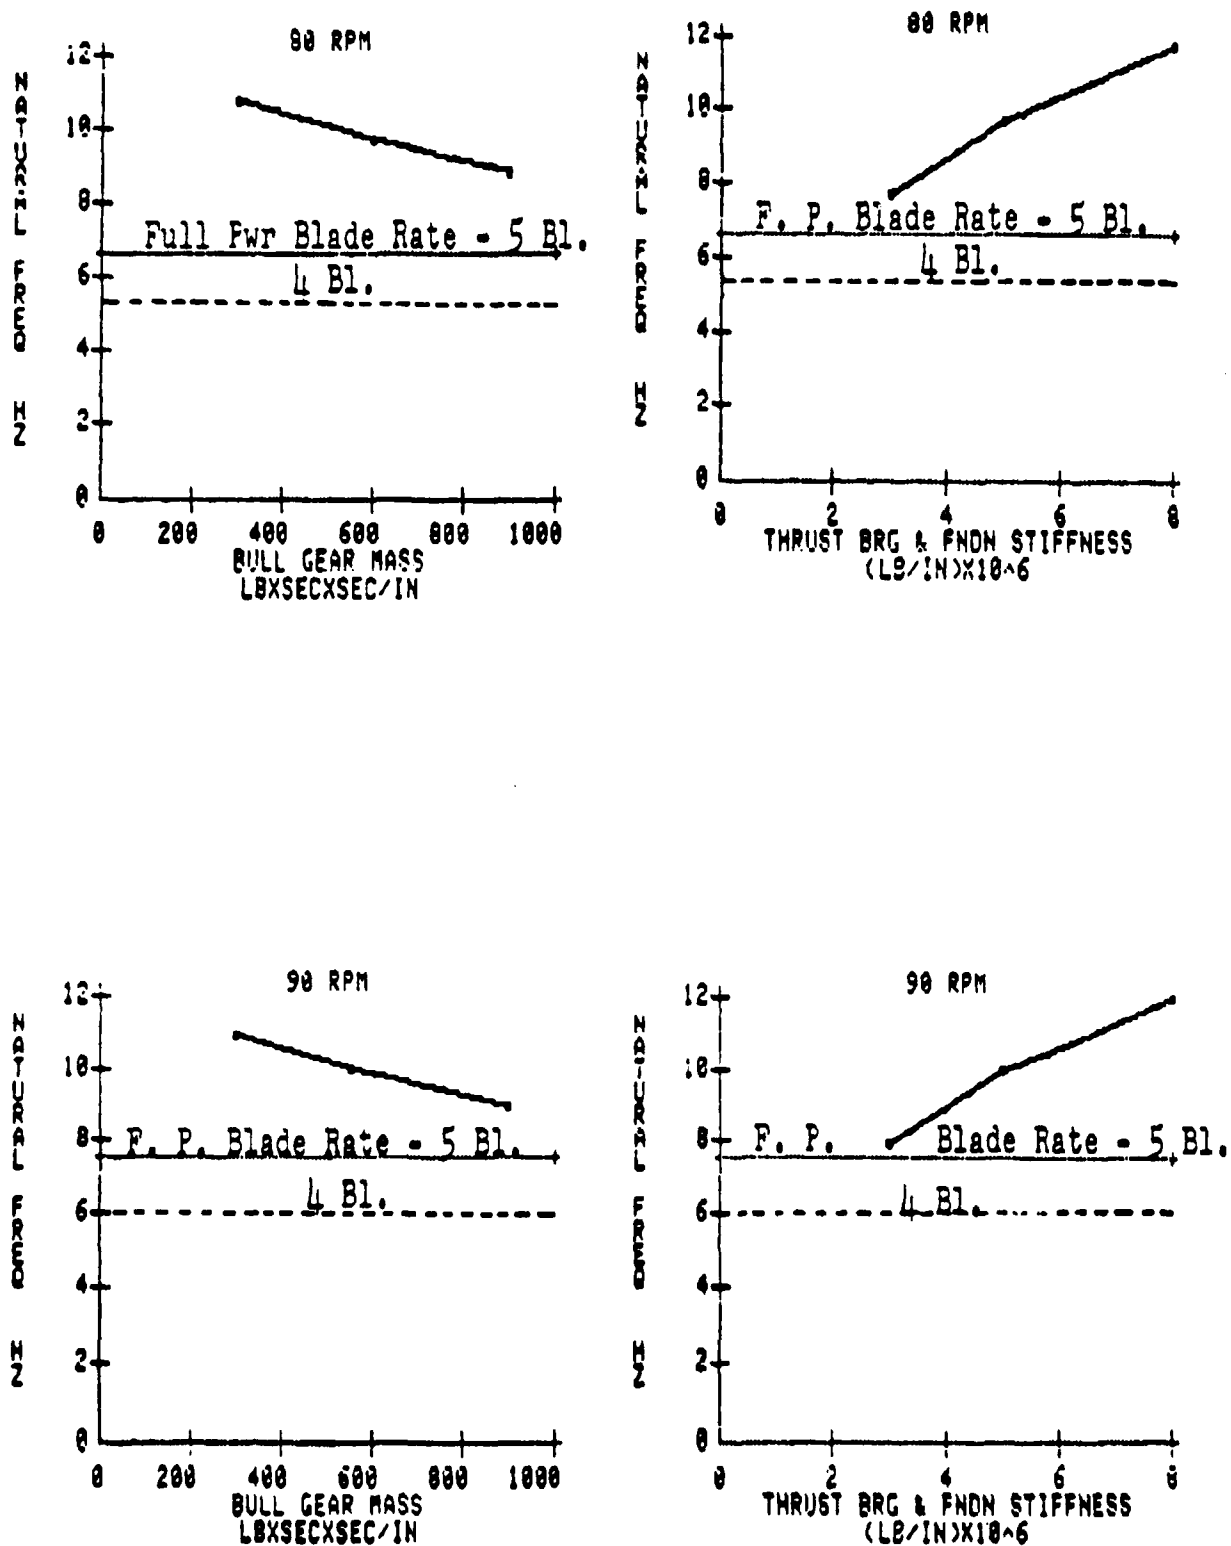 80 RPM
NATURAL FREQ HZ
12
10
8
6
4
2
0
Full Pwr Blade Rate - 5 Bl.
4 Bl.
0 200 400 600 800 1000
BULL GEAR MASS
LBXSECXSEC/IN
80 RPM
NATURAL FREQ HZ
12
10
8
6
4
2
0
F. P. Blade Rate - 5 Bl.
4 Bl.
0 2 4 6 8
THRUST BRG & FNDN STIFFNESS
(LB/IN)X10^6
90 RPM
NATURAL FREQ HZ
12
10
8
6
4
2
0
F. P. Blade Rate - 5 Bl.
4 Bl.
0 200 400 600 800 1000
BULL GEAR MASS
LBXSECXSEC/IN
90 RPM
NATURAL FREQ HZ
12
10
8
6
4
2
0
F. P. Blade Rate - 5 Bl.
4 Bl.
0 2 4 6 8
THRUST BRG & FNDN STIFFNESS
(LB/IN)X10^6